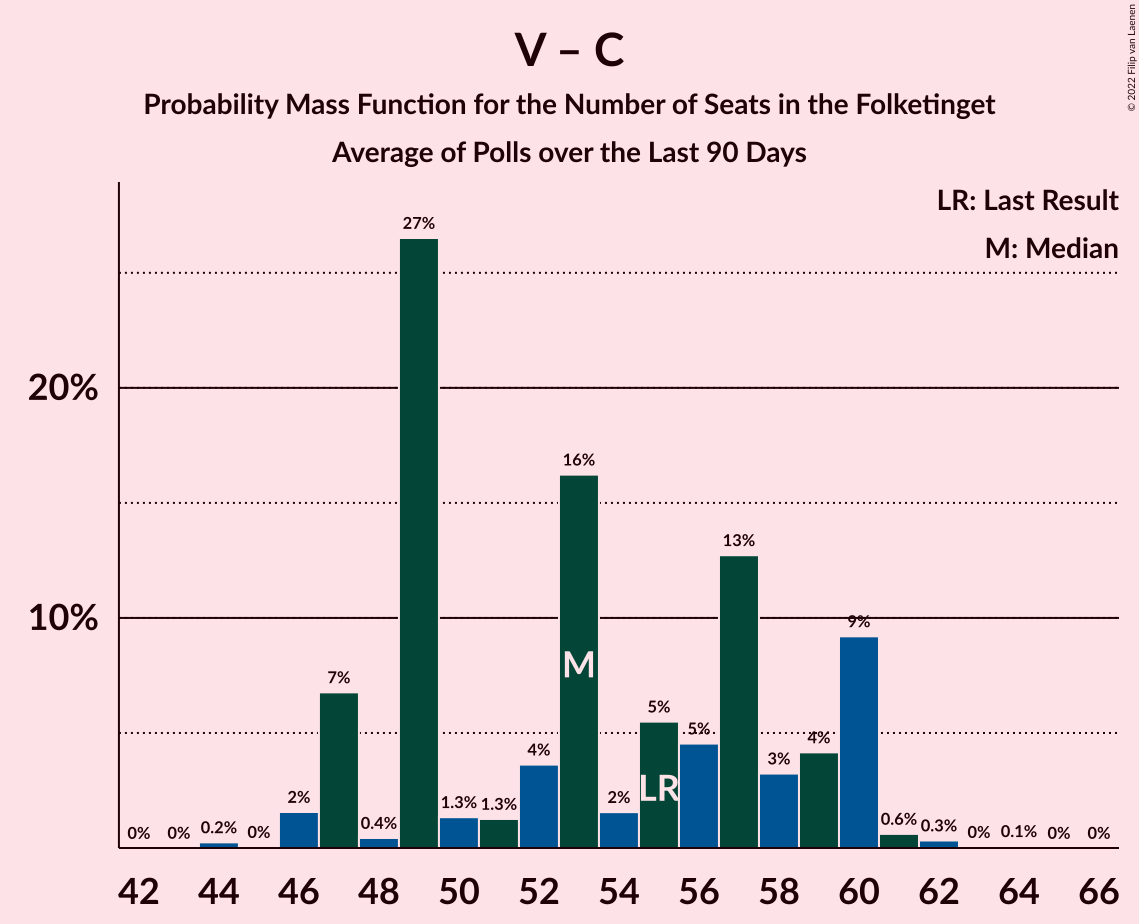 V – C
Probability Mass Function for the Number of Seats in the Folketinget
Average of Polls over the Last 90 Days
© 2022 Filip van Laenen
LR: Last Result
M: Median
20%
10%
0% 0% 0.2% 0% 2% 7% 0.4% 27% 1.3% 1.3% 4% 16% 2% 5% 5% 13% 3% 4% 9% 0.6% 0.3% 0% 0.1% 0% 0%
M
LR
42 44 46 48 50 52 54 56 58 60 62 64 66